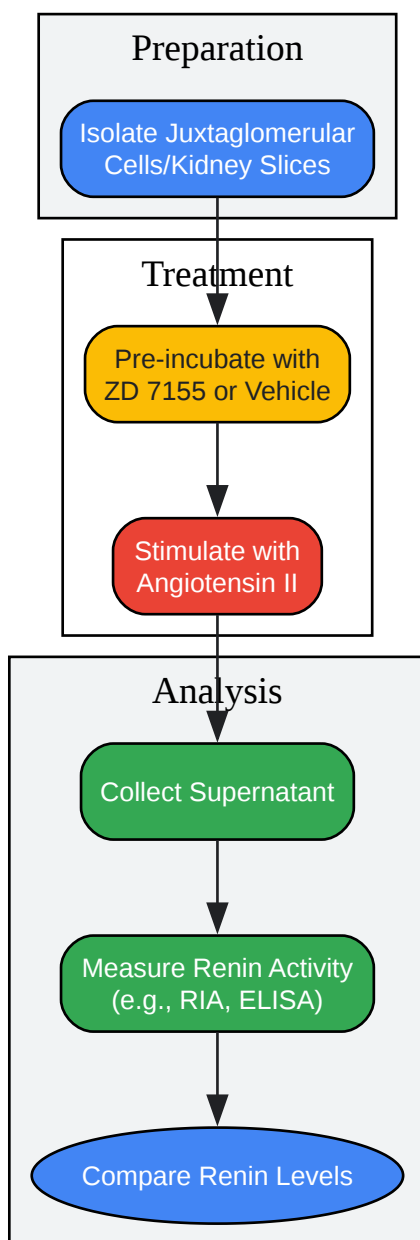 Preparation
Isolate Juxtaglomerular
Cells/Kidney Slices
Treatment
Pre-incubate with
ZD 7155 or Vehicle
Stimulate with
Angiotensin II
Analysis
Collect Supernatant
Measure Renin Activity
(e.g., RIA, ELISA)
Compare Renin Levels